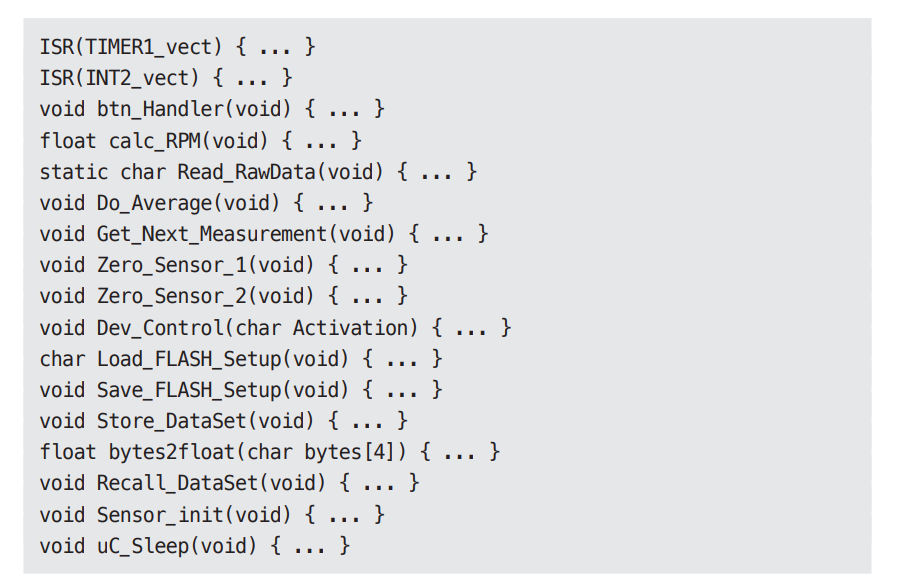 ISR(TIMER1_vect) { ... }
ISR(INT2_vect) { ... }
void btn_Handler(void) { ... }
float calc_RPM(void) { ... }
static char Read_RawData(void) { ... }
void Do_Average(void) { ... }
void Get_Next_Measurement(void) { ... }
void Zero_Sensor_1(void) { ... }
void Zero_Sensor_2(void) { ... }
void Dev_Control(char Activation) { ... }
char Load_FLASH_Setup(void) { ... }
void Save_FLASH_Setup(void) { ... }
void Store_DataSet(void) { ... }
float bytes2float(char bytes[4]) { ... }
void Recall_DataSet(void) { ... }
void Sensor_init(void) { ... }
void uC_Sleep(void) { ... }